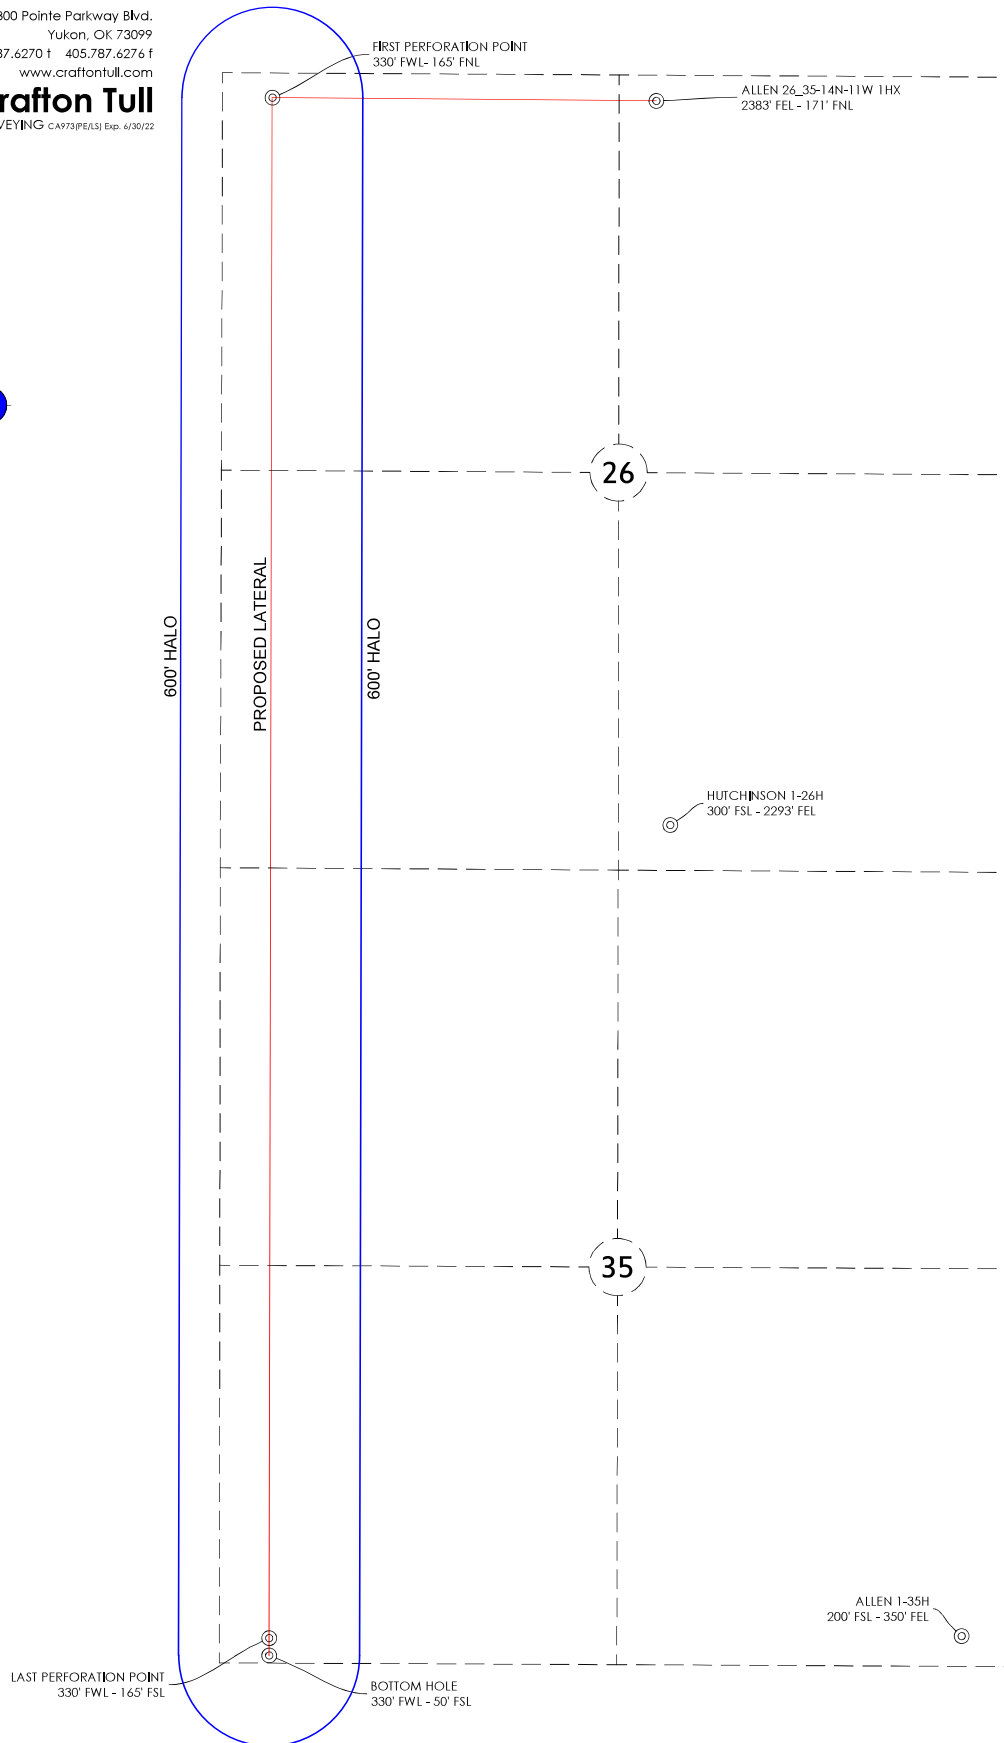 300 Pointe Parkway Blvd.
Yukon, OK 73099
87.6270 t 405.787.6276 f
www.craftontull.com
rafton Tull
VEYING CA973(PE/LS) Exp. 6/30/22
FIRST PERFORATION POINT
330' FWL- 165' FNL
ALLEN 26_35-14N-11W 1HX
2383' FEL - 171' FNL
26
PROPOSED LATERAL
600' HALO
600' HALO
HUTCHINSON 1-26H
300' FSL - 2293' FEL
35
ALLEN 1-35H
200' FSL - 350' FEL
LAST PERFORATION POINT
330' FWL - 165' FSL
BOTTOM HOLE
330' FWL - 50' FSL